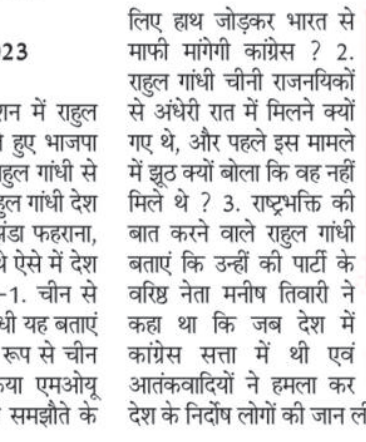 23
शन में राहुल
हुए भाजपा
हुल गांधी से
राहुल गांधी देश
झंडा फहराना,
थे ऐसे में देश
-1. चीन से
धी यह बताएं
रूप से चीन
कया एमओयू
समझौते के
लिए हाथ जोड़कर भारत से
माफी मांगेगी कांग्रेस ? 2.
राहुल गांधी चीनी राजनयिकों
से अंधेरी रात में मिलने क्यों
गए थे, और पहले इस मामले
में झूठ क्यों बोला कि वह नहीं
मिले थे ? 3. राष्ट्रभक्ति की
बात करने वाले राहुल गांधी
बताएं कि उन्हीं की पार्टी के
वरिष्ठ नेता मनीष तिवारी ने
कहा था कि जब देश में
कांग्रेस सत्ता में थी एवं
आतंकवादियों ने हमला कर
देश के निर्दोष लोगों की जान ली